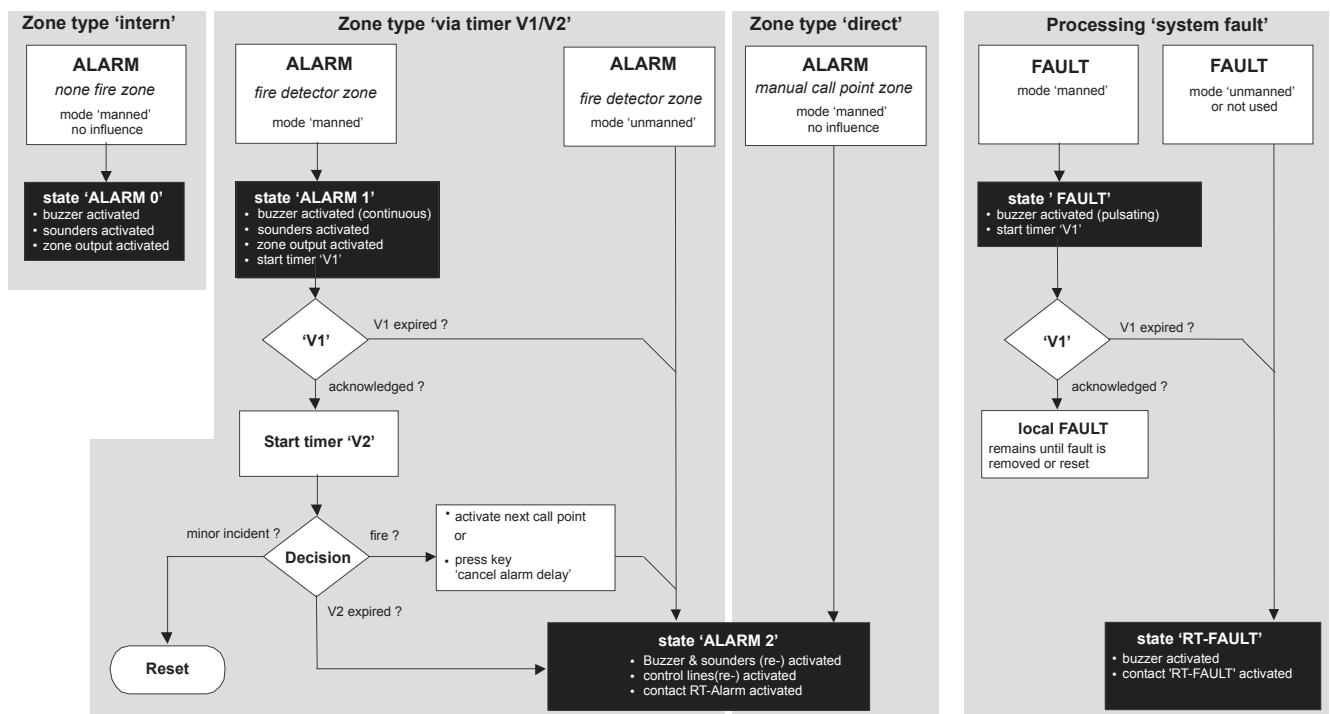 Zone type ‘intern’
ALARM
none fire zone
mode ‘manned’
no influence
state ‘ALARM 0’
• buzzer activated
• sounders activated
• zone output activated
Zone type ‘via timer V1/V2’
ALARM
fire detector zone
mode ‘manned’
state ‘ALARM 1’
• buzzer activated (continuous)
• sounders activated
• zone output activated
• start timer ‘V1’
‘V1’
V1 expired ?
acknowledged ?
Start timer ‘V2’
minor incident ?
Decision
fire ?
• activate next call point
or
• press key
‘cancel alarm delay’
V2 expired ?
Reset
ALARM
fire detector zone
mode ‘unmanned’
Zone type ‘direct’
ALARM
manual call point zone
mode ‘manned’
no influence
state ‘ALARM 2’
• Buzzer & sounders (re-) activated
• control lines(re-) activated
• contact RT-Alarm activated
Processing ‘system fault’
FAULT
mode ‘manned’
state ’ FAULT’
• buzzer activated (pulsating)
• start timer ‘V1’
‘V1’
V1 expired ?
acknowledged ?
local FAULT
remains until fault is
removed or reset
FAULT
mode ‘unmanned’
or not used
state ‘RT-FAULT’
• buzzer activated
• contact 'RT-FAULT' activated